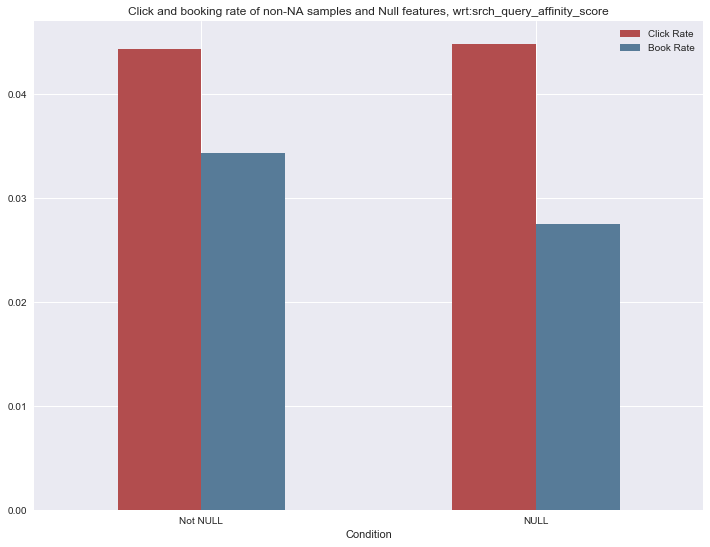 Click and booking rate of non-NA samples and Null features, wrt:srch_query_affinity_score
Click Rate
Book Rate
0.04
0.03
0.02
0.01
0.00
Not NULL
NULL
Condition